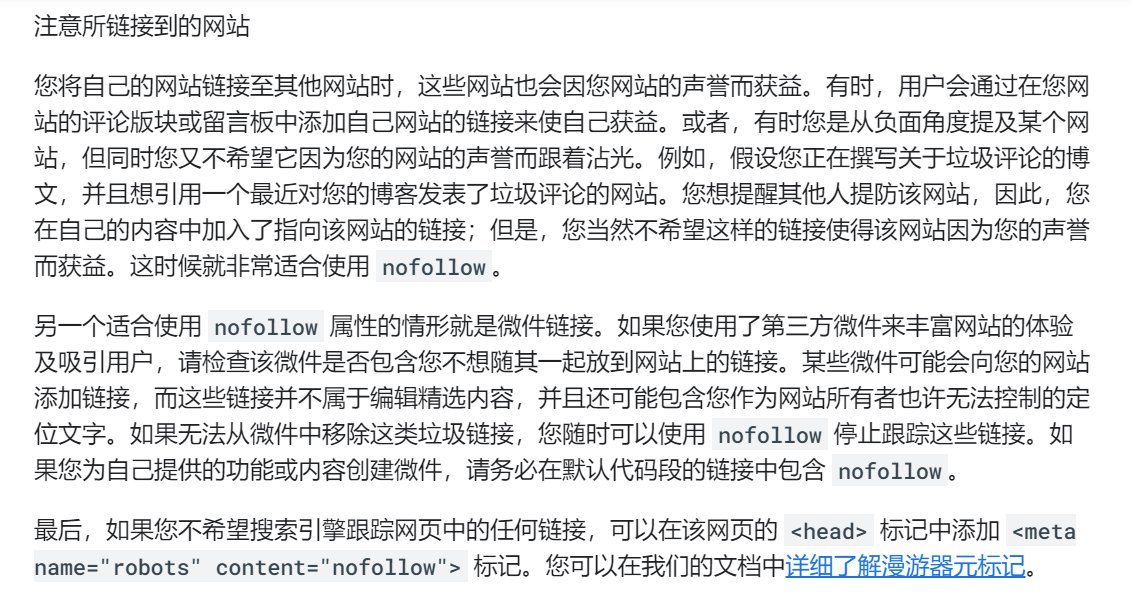 注意所链接到的网站
您将自己的网站链接至其他网站时，这些网站也会因您网站的声誉而获益。有时，用户会通过在您网
站的评论版块或留言板中添加自己网站的链接来使自己获益。或者，有时您是从负面角度提及某个网
站，但同时您又不希望它因为您的网站的声誉而跟着沾光。例如，假设您正在撰写关于垃圾评论的博
文，并且想引用一个最近对您的博客发表了垃圾评论的网站。您想提醒其他人提防该网站，因此，您
在自己的内容中加入了指向该网站的链接；但是，您当然不希望这样的链接使得该网站因为您的声誉
而获益。这时候就非常适合使用 nofollow。
另一个适合使用 nofollow 属性的情形就是微件链接。如果您使用了第三方微件来丰富网站的体验
及吸引用户，请检查该微件是否包含您不想随其一起放到网站上的链接。某些微件可能会向您的网站
添加链接，而这些链接并不属于编辑精选内容，并且还可能包含您作为网站所有者也许无法控制的定
位文字。如果无法从微件中移除这类垃圾链接，您随时可以使用 nofollow 停止跟踪这些链接。如
果您为自己提供的功能或内容创建微件，请务必在默认代码段的链接中包含 nofollow。
最后，如果您不希望搜索引擎跟踪网页中的任何链接，可以在该网页的 <head> 标记中添加 <meta
name="robots" content="nofollow"> 标记。您可以在我们的文档中详细了解漫游器元标记。